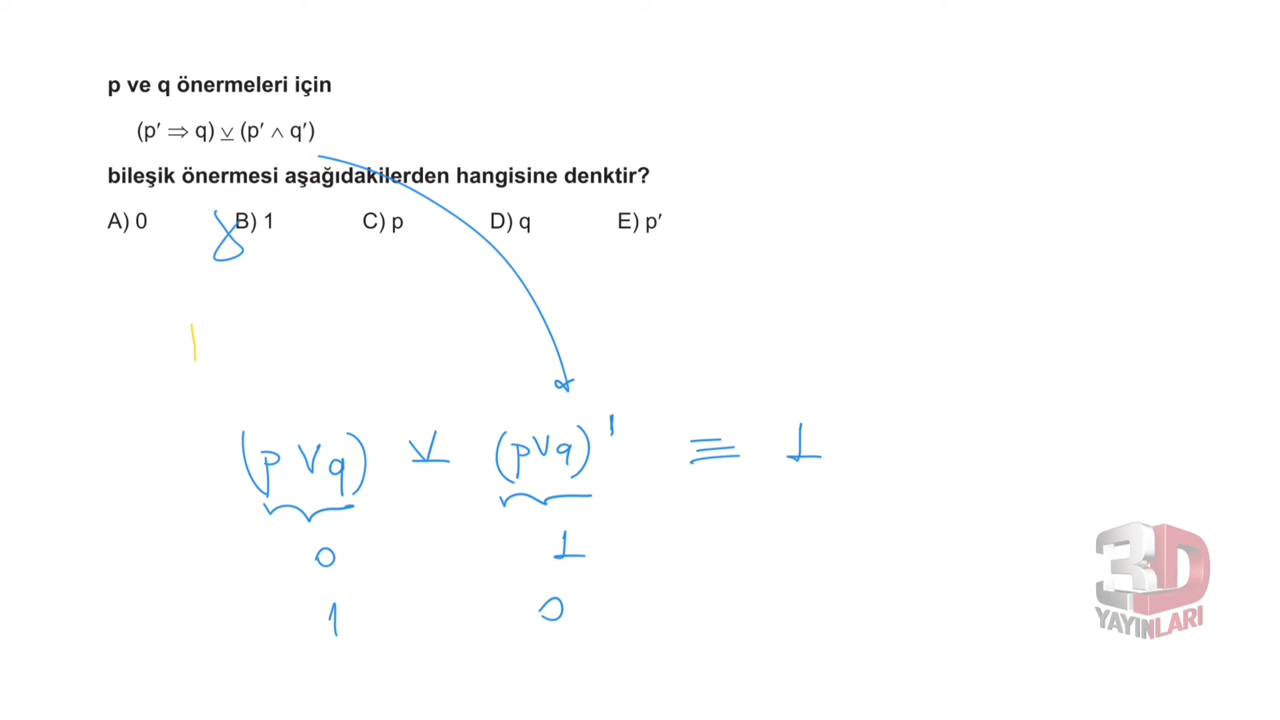 p ve q önermeleri için
(p′ ⇒ q) ⊻ (p′ ∧ q′)
bileşik önermesi aşağıdakilerden hangisine denktir?
A) 0 B) 1 C) p D) q E) p′
(p ∨ q) ⊻ (p ∨ q)' ≡ 1
0 1
1 0
3D
YAYINLARI